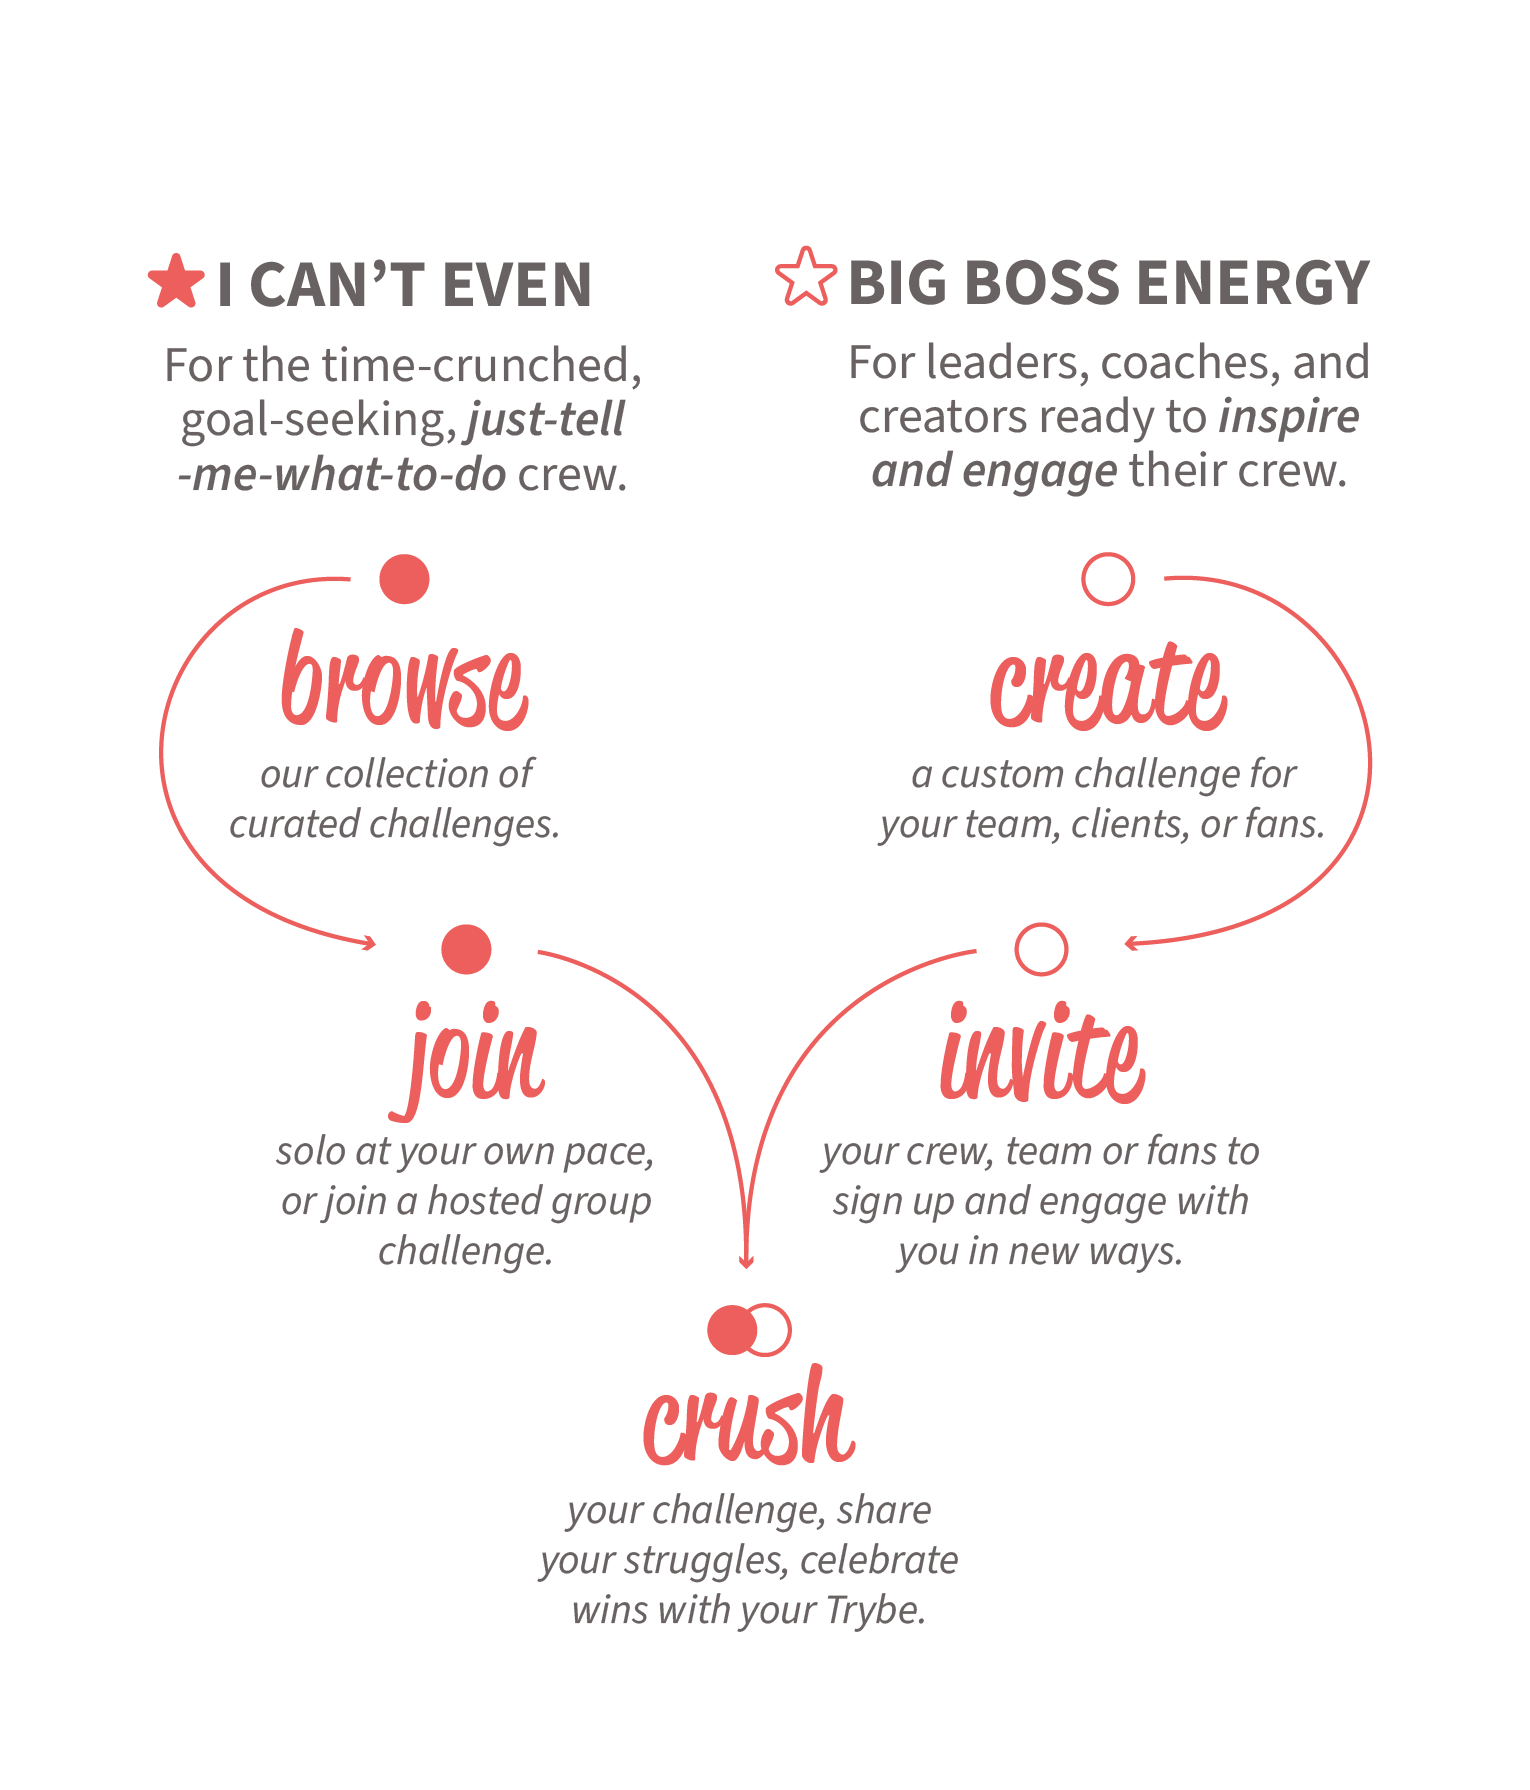 I CAN’T EVEN
For the time-crunched,
goal-seeking, just-tell
-me-what-to-do crew.
browse
our collection of
curated challenges.
join
solo at your own pace,
or join a hosted group
challenge.
BIG BOSS ENERGY
For leaders, coaches, and
creators ready to inspire
and engage their crew.
create
a custom challenge for
your team, clients, or fans.
invite
your crew, team or fans to
sign up and engage with
you in new ways.
crush
your challenge, share
your struggles, celebrate
wins with your Trybe.